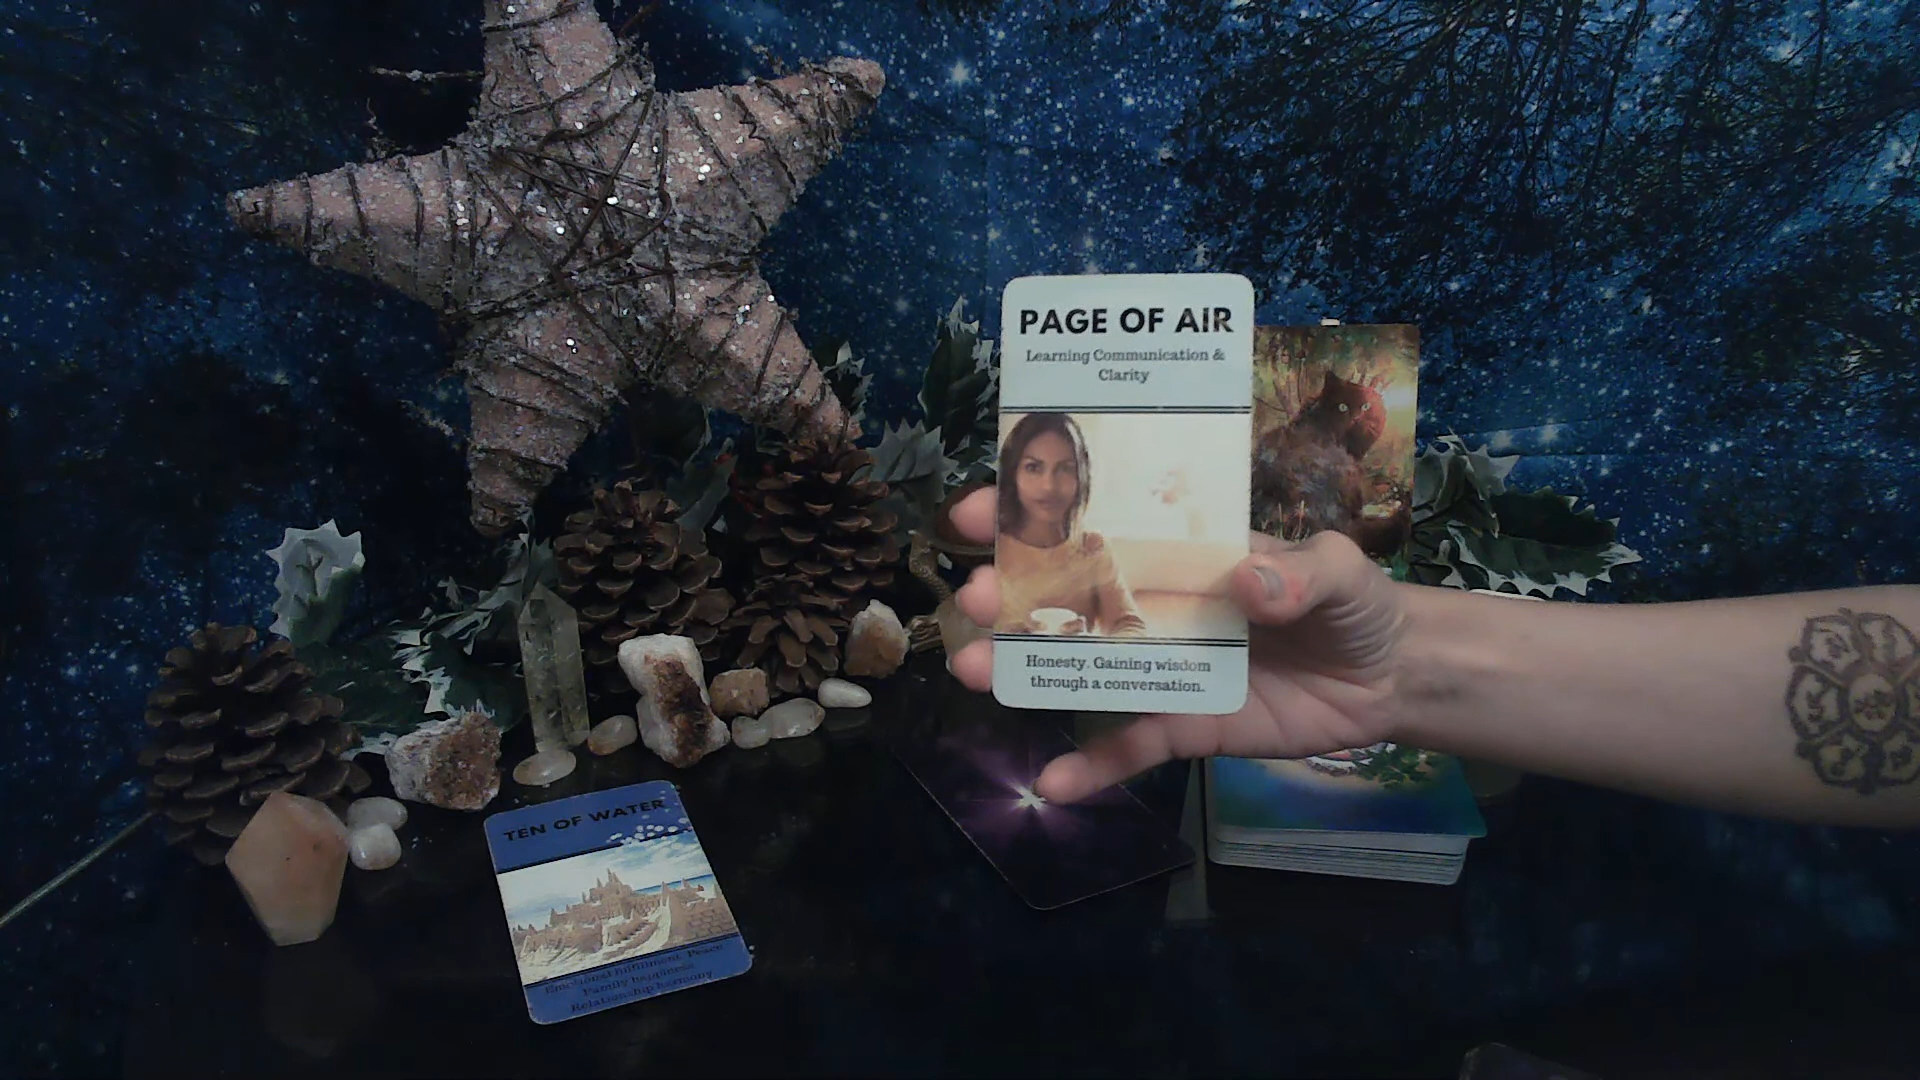 PAGE OF AIR
Learning Communication &
Clarity
Honesty. Gaining wisdom
through a conversation.
TEN OF WATER
Emotional fulfillment. Peace
Family happiness
Relationship harmony